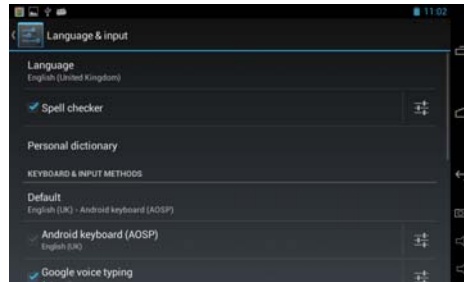 11:02
Language & input
Language
English (United Kingdom)
Spell checker
Personal dictionary
KEYBOARD & INPUT METHODS
Default
English (UK) - Android keyboard (AOSP)
Android keyboard (AOSP)
English (UK)
Google voice typing